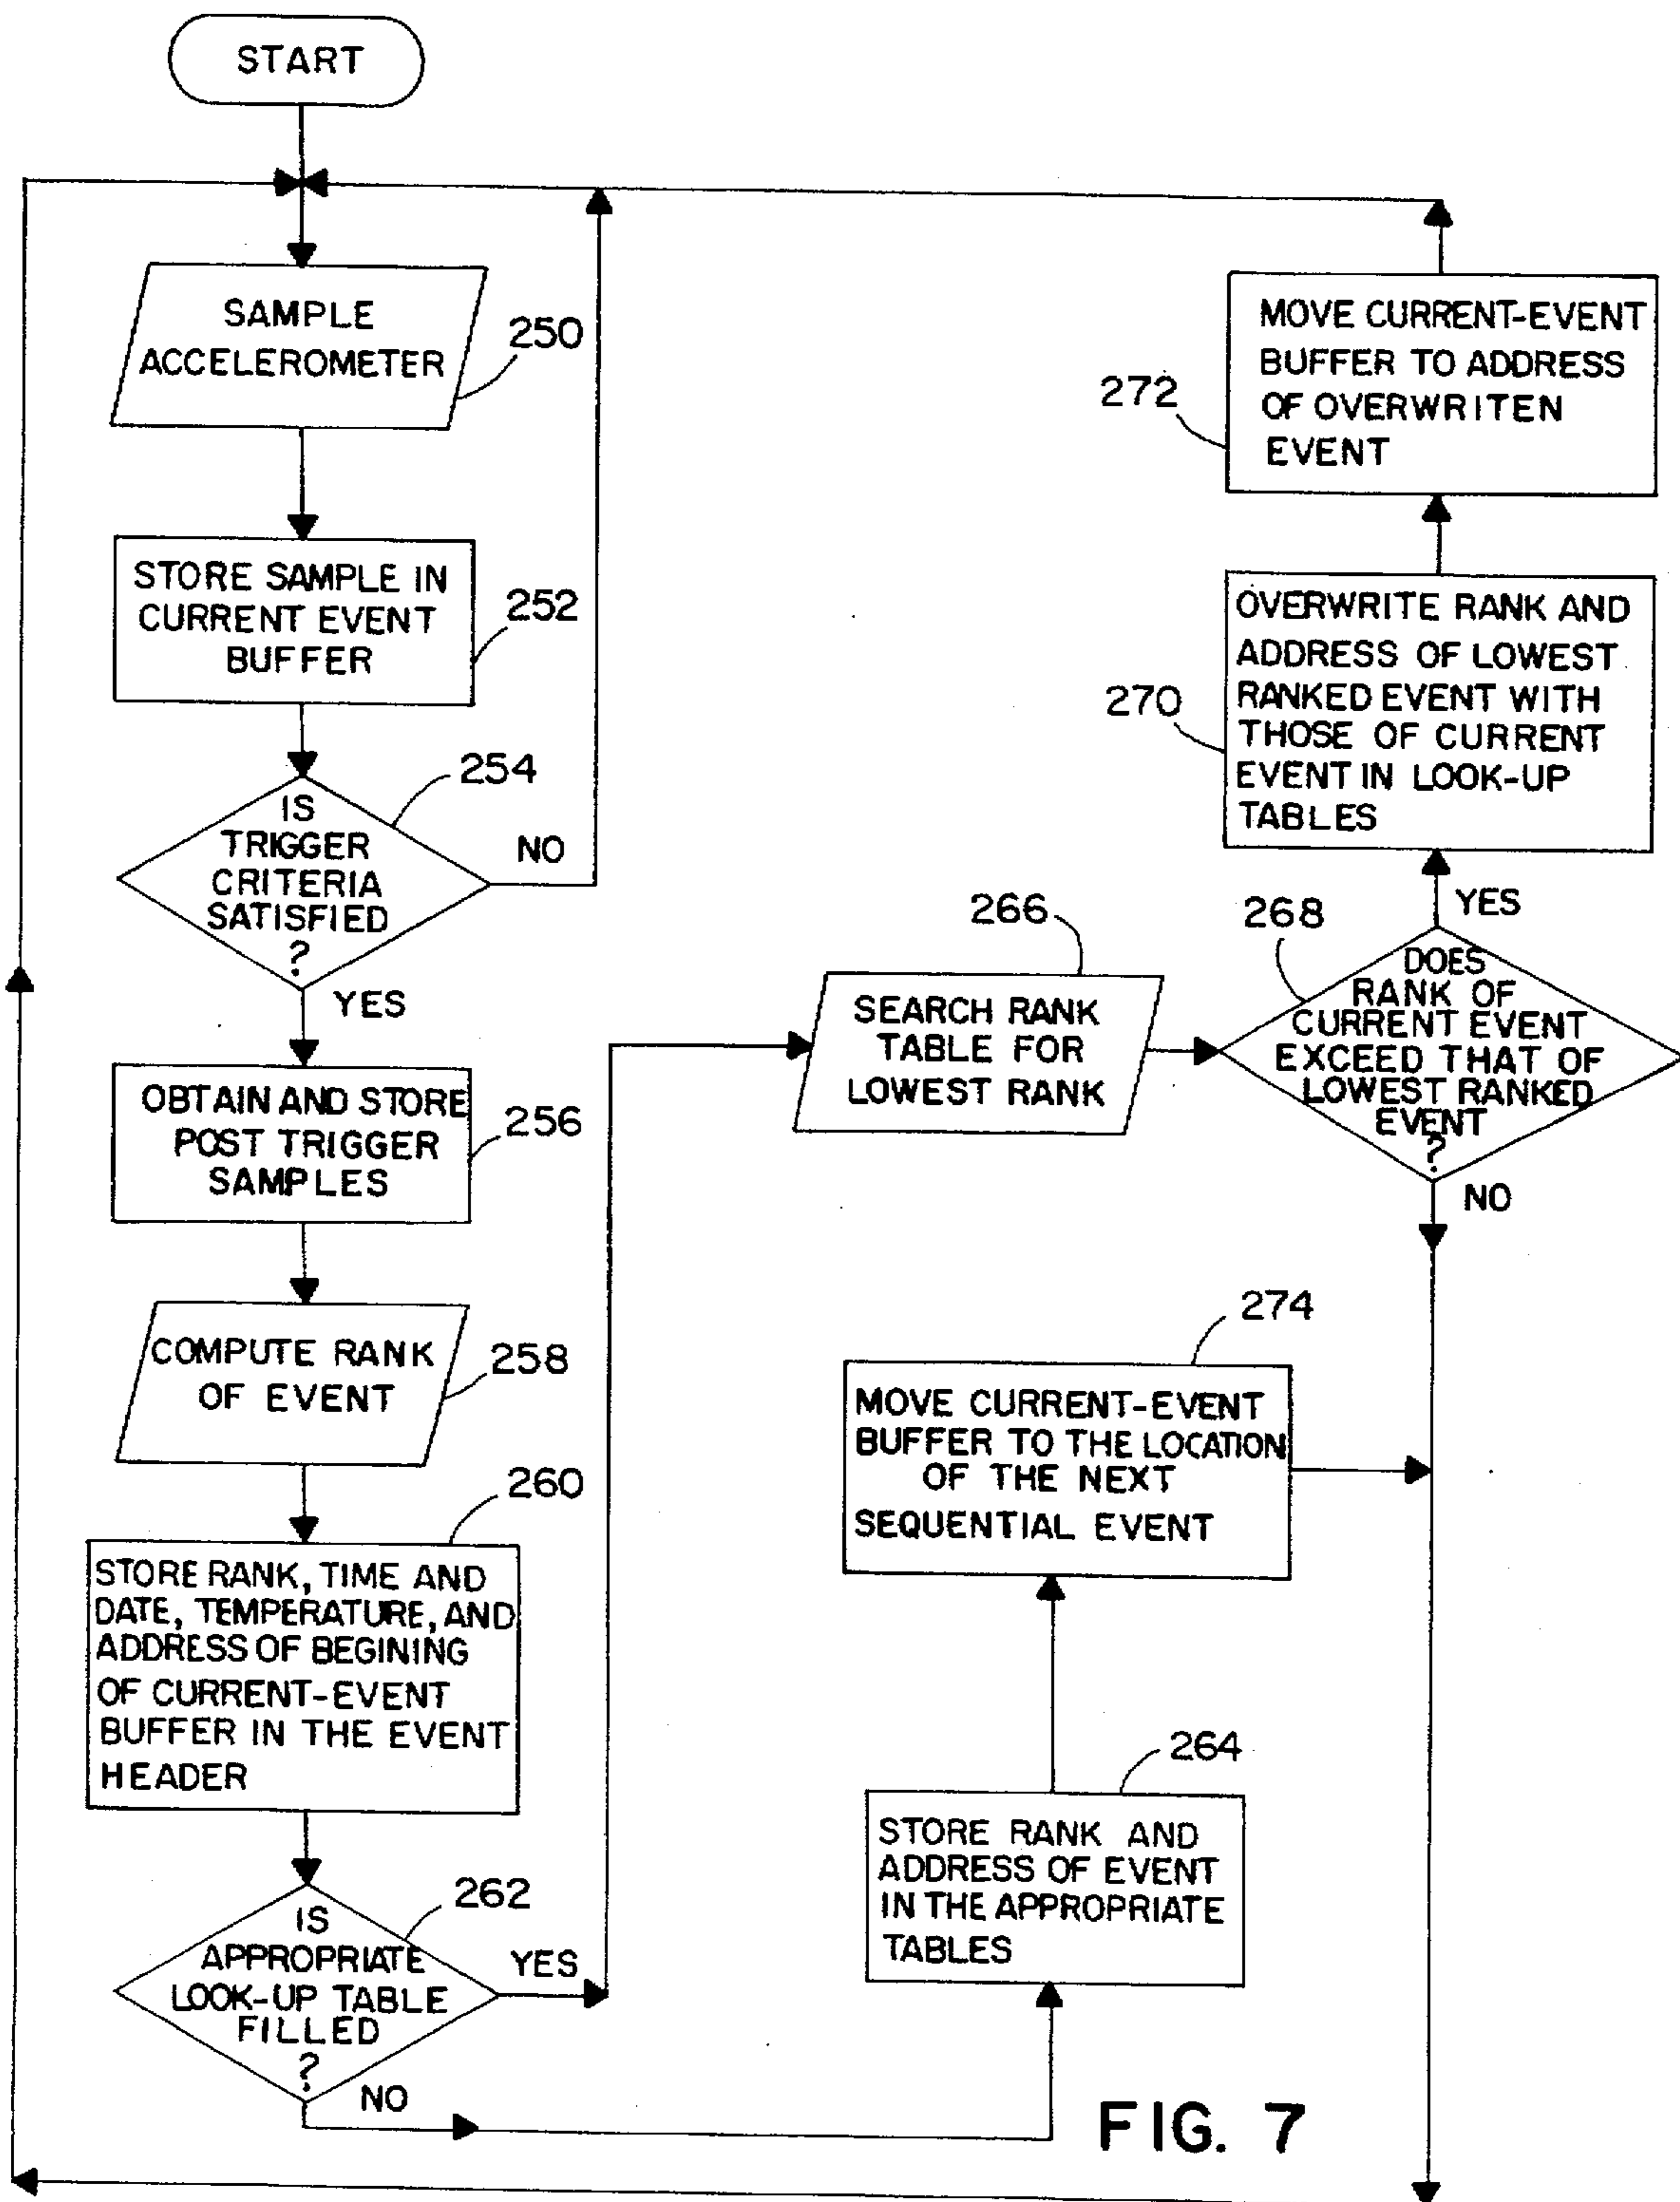 START
SAMPLE
ACCELEROMETER
250
STORE SAMPLE IN
CURRENT EVENT
BUFFER
252
IS
TRIGGER
CRITERIA
SATISFIED
?
254
NO
YES
OBTAIN AND STORE
POST TRIGGER
SAMPLES
256
COMPUTE RANK
OF EVENT
258
STORE RANK, TIME AND
DATE, TEMPERATURE, AND
ADDRESS OF BEGINING
OF CURRENT-EVENT
BUFFER IN THE EVENT
HEADER
260
IS
APPROPRIATE
LOOK-UP TABLE
FILLED
?
262
YES
NO
SEARCH RANK
TABLE FOR
LOWEST RANK
266
DOES
RANK OF
CURRENT EVENT
EXCEED THAT OF
LOWEST RANKED
EVENT
?
268
YES
NO
OVERWRITE RANK AND
ADDRESS OF LOWEST
RANKED EVENT WITH
THOSE OF CURRENT
EVENT IN LOOK-UP
TABLES
270
MOVE CURRENT-EVENT
BUFFER TO ADDRESS
OF OVERWRITEN
EVENT
272
MOVE CURRENT-EVENT
BUFFER TO THE LOCATION
OF THE NEXT
SEQUENTIAL EVENT
274
STORE RANK AND
ADDRESS OF EVENT
IN THE APPROPRIATE
TABLES
264
FIG. 7